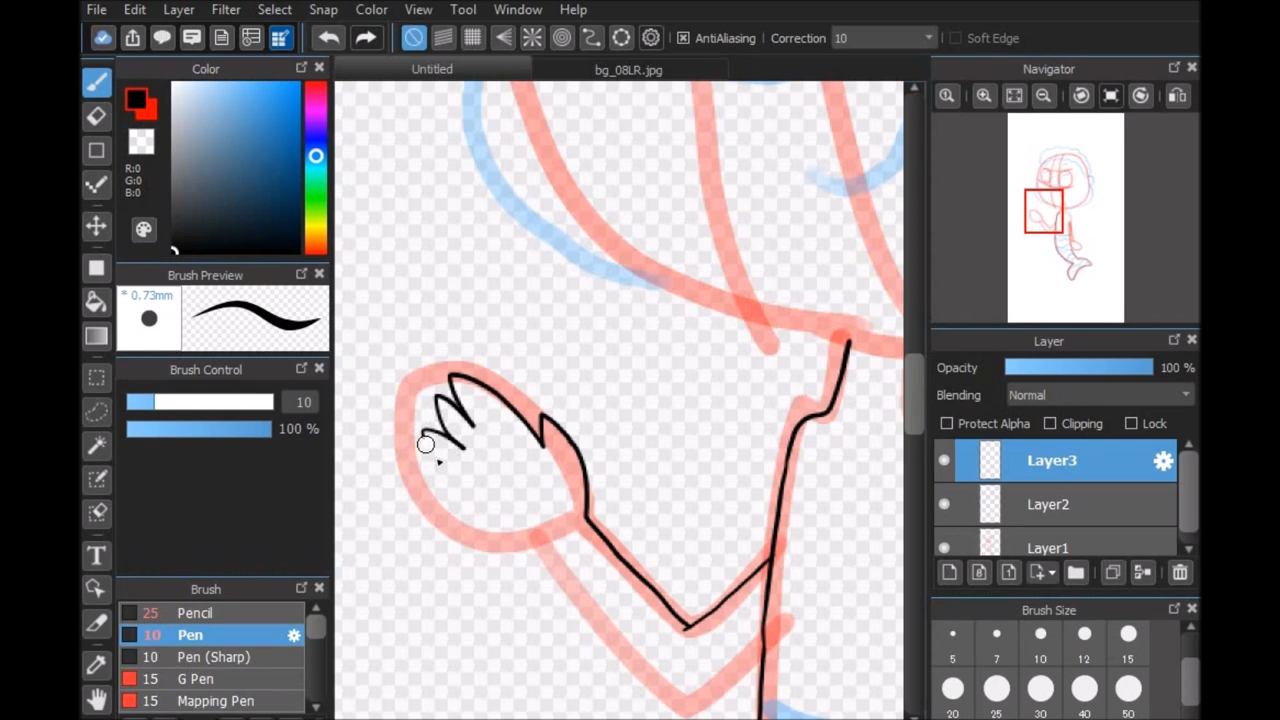 File Edit Layer Filter Select Snap Color View Tool Window Help
AntiAliasing Correction 10 Soft Edge
Color
R:0
G:0
B:0
Brush Preview
* 0.73mm
Brush Control
10
100 %
Brush
25 Pencil
10 Pen
10 Pen (Sharp)
15 G Pen
15 Mapping Pen
Untitled bg_08LR.jpg
Navigator
Layer
Opacity 100 %
Blending Normal
Protect Alpha Clipping Lock
Layer3
Layer2
Layer1
Brush Size
5 7 10 12 15
20 25 30 40 50